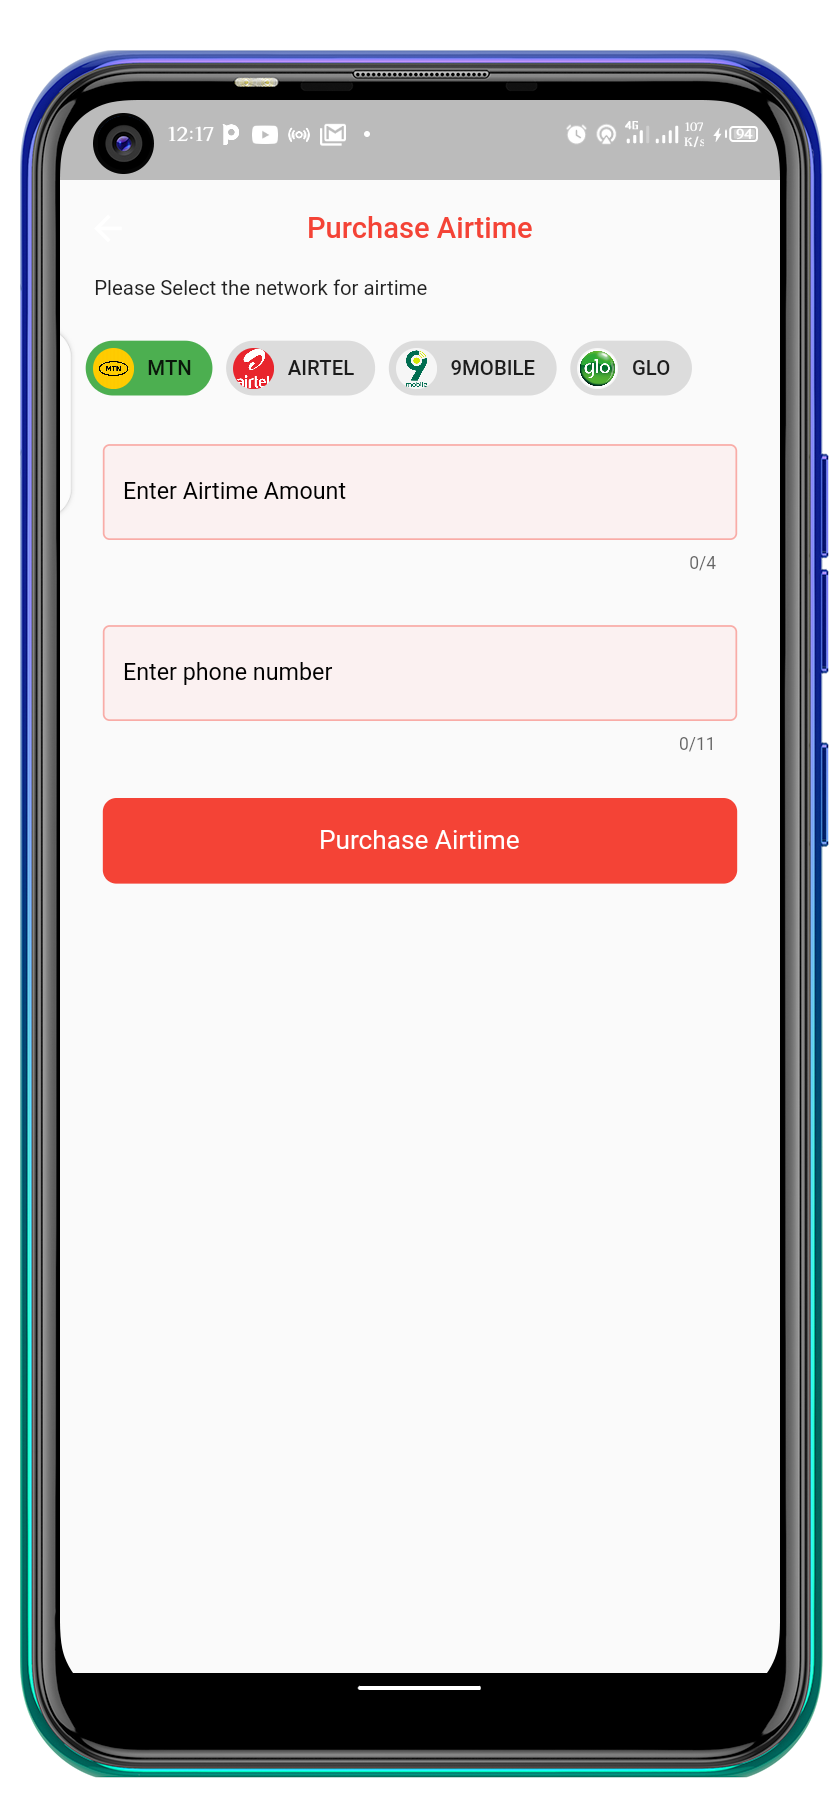 12:17 4G 107 K/s 94
Purchase Airtime
Please Select the network for airtime
MTN MTN airtel AIRTEL 9 mobile 9MOBILE glo GLO
Enter Airtime Amount
0/4
Enter phone number
0/11
Purchase Airtime